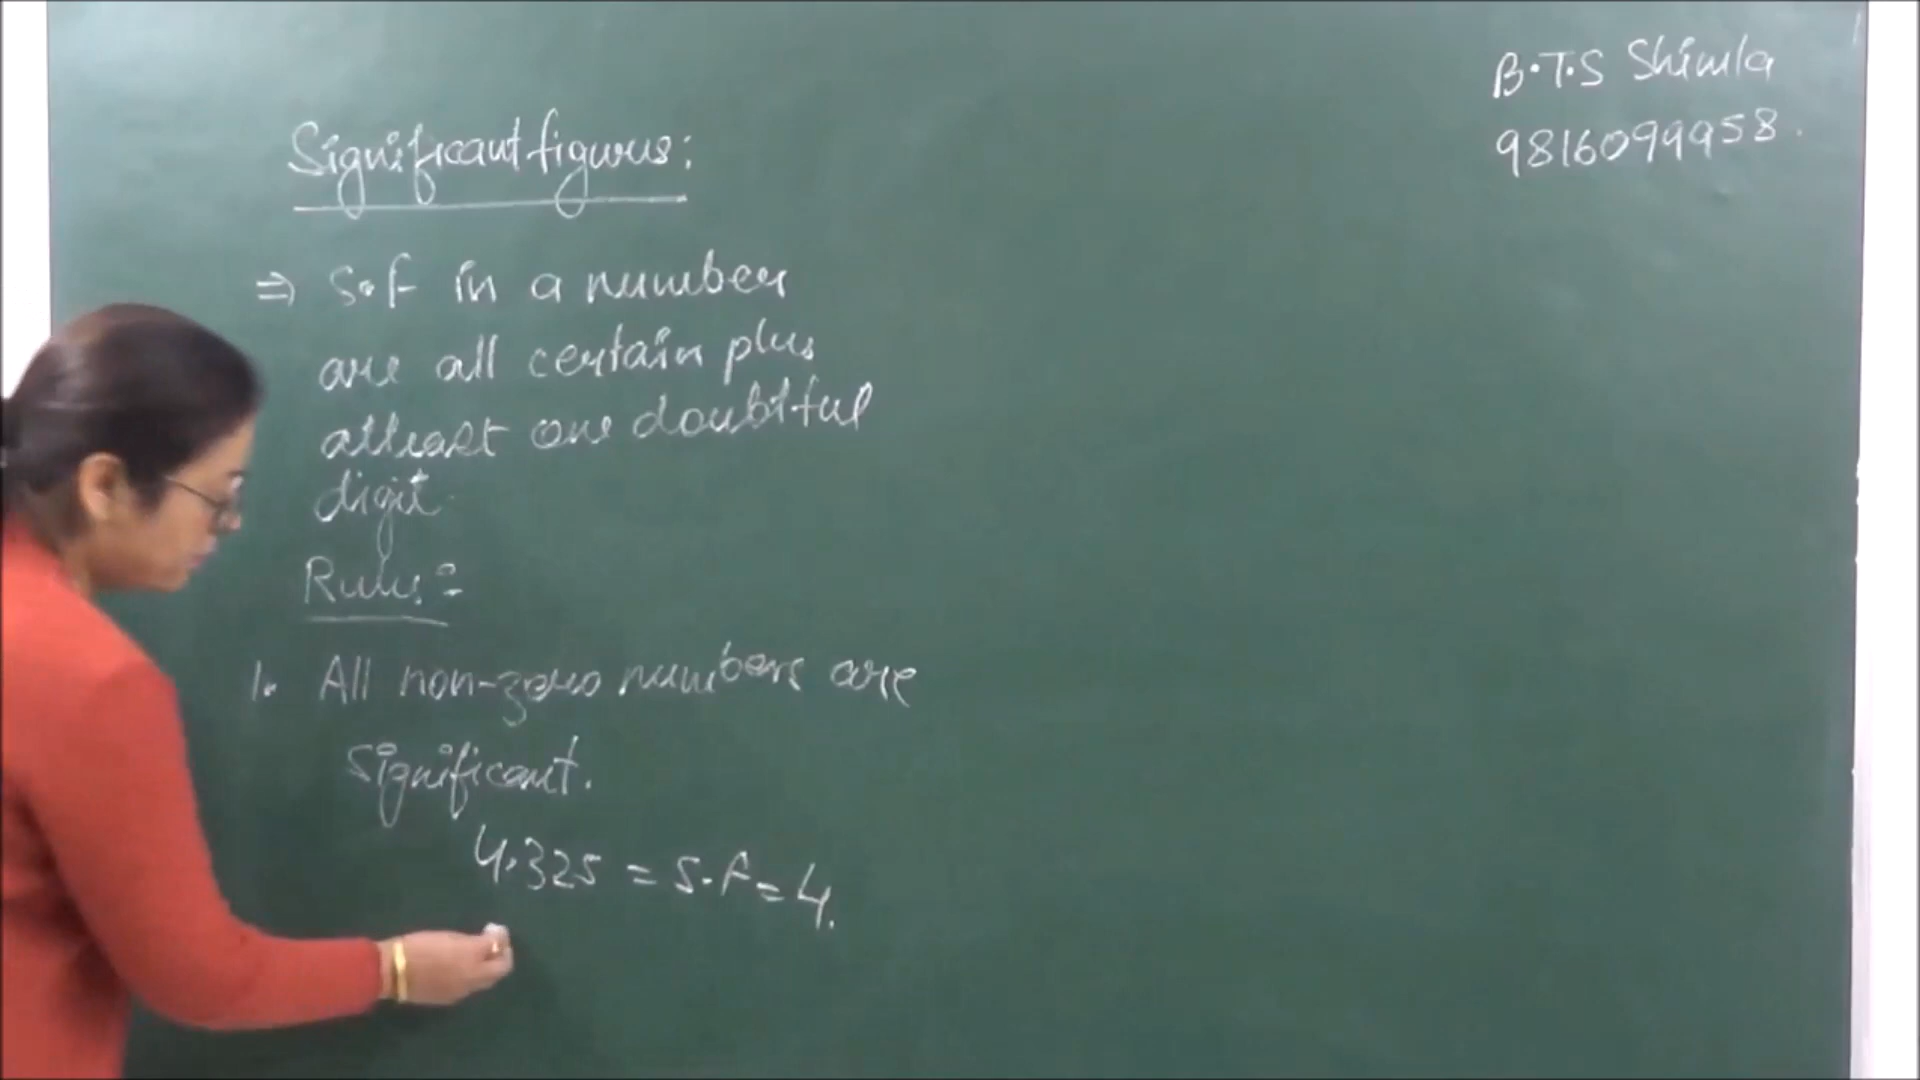 Significant figures:
⇒ S.f in a number
are all certain plus
atleast one doubtful
digit.
Rules:
1. All non-zero numbers are
significant.
4.325 = S.f = 4.
B.T.S Shimla
9816099958.